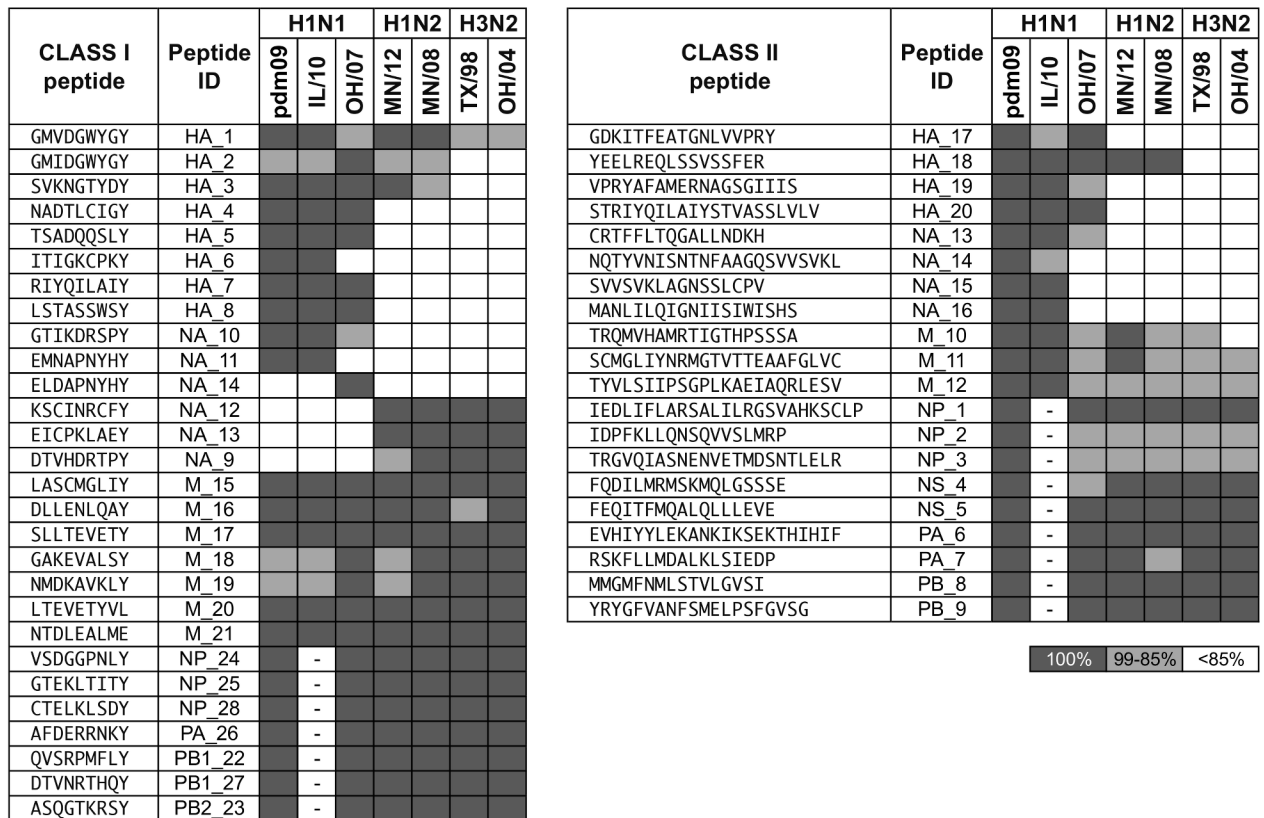 CLASS I peptide	Peptide ID	H1N1	H1N2	H3N2
pdm09	IL/10	OH/07	MN/12	MN/08	TX/98	OH/04
GMVDGWYGY	HA_1
GMIDGWYGY	HA_2
SVKNGTYDY	HA_3
NADTLCIGY	HA_4
TSADQQSLY	HA_5
ITIGKCPKY	HA_6
RIYQILAIY	HA_7
LSTASSWSY	HA_8
GTIKDRSPY	NA_10
EMNAPNYHY	NA_11
ELDAPNYHY	NA_14
KSCINRCFY	NA_12
EICPKLAEY	NA_13
DTVHDRTPY	NA_9
LASCMGLIY	M_15
DLLENLQAY	M_16
SLLTEVETY	M_17
GAKEVALSY	M_18
NMDKAVKLY	M_19
LTEVETYVL	M_20
NTDLEALME	M_21
VSDGGPNLY	NP_24	-
GTEKLTITY	NP_25	-
CTELKLSDY	NP_28	-
AFDERRNKY	PA_26	-
QVSRPMFLY	PB1_22	-
DTVNRTHQY	PB1_27	-
ASQGTKRSY	PB2_23	-
CLASS II peptide	Peptide ID	H1N1	H1N2	H3N2
pdm09	IL/10	OH/07	MN/12	MN/08	TX/98	OH/04
GDKITFEATGNLVVPRY	HA_17
YEELREQLSSVSSFER	HA_18
VPRYAFAMERNAGSGIIIS	HA_19
STRIYQILAIYSTVASSLVLV	HA_20
CRTFFLTQGALLNDKH	NA_13
NQTYVNISNTNFAAGQSVVSVKL	NA_14
SVVSVKLAGNSSLCPV	NA_15
MANLILQIGNIISIWISHS	NA_16
TRQMVHAMRTIGTHPSSSA	M_10
SCMGLIYNRMGTVTTEAAFGLVC	M_11
TYVLSIIPSGPLKAEIAQRLESV	M_12
IEDLIFLARSALILRGSVAHKSCLP	NP_1	-
IDPFKLLQNSQVVSLMRP	NP_2	-
TRGVQIASNENVETMDSNTLELR	NP_3	-
FQDILMRMSKMQLGSSSE	NS_4	-
FEQITFMQALQLLLEVE	NS_5	-
EVHIYYLEKANKIKSEKTHIHIF	PA_6	-
RSKFLLMDALKLSIEDP	PA_7	-
MMGMFNMLSTVLGVSI	PB_8	-
YRYGFVANFSMELPSFGVSG	PB_9	-
100%	99-85%	<85%